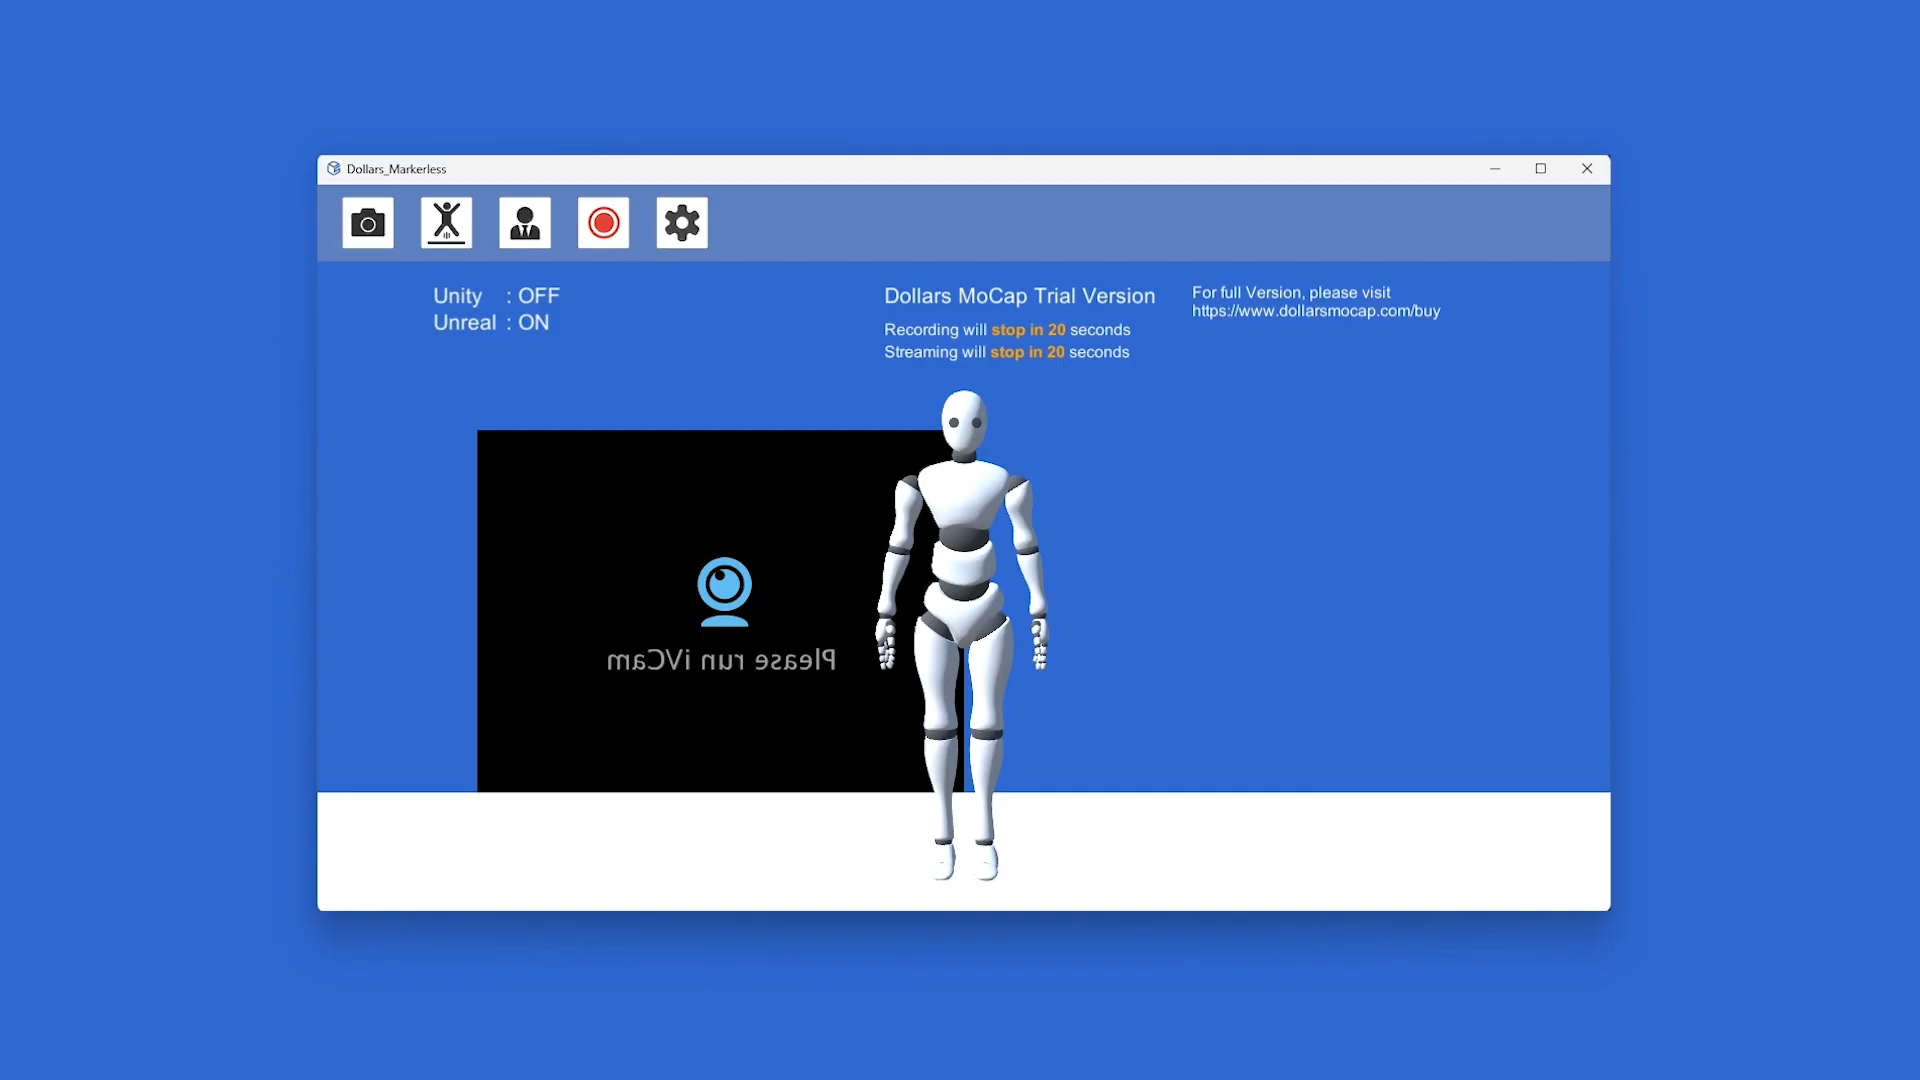 Dollars_Markerless
Unity : OFF
Unreal : ON
Dollars MoCap Trial Version
Recording will stop in 20 seconds
Streaming will stop in 20 seconds
For full Version, please visit
https://www.dollarsmocap.com/buy
Please run iVCam